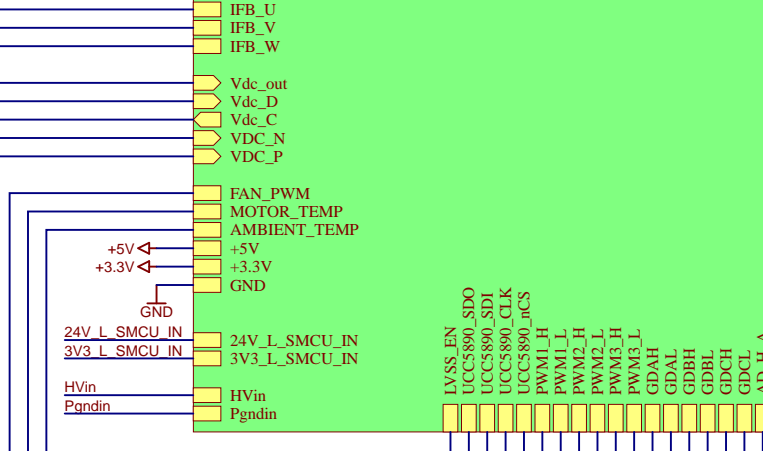 IFB_U
IFB_V
IFB_W
Vdc_out
Vdc_D
Vdc_C
VDC_N
VDC_P
FAN_PWM
MOTOR_TEMP
AMBIENT_TEMP
+5V +5V
+3.3V +3.3V
GND
GND
24V_L_SMCU_IN 24V_L_SMCU_IN
3V3_L_SMCU_IN 3V3_L_SMCU_IN
HVin HVin
Pgndin Pgndin
LVSS_EN
UCC5890_SDO
UCC5890_SDI
UCC5890_CLK
UCC5890_nCS
PWM1_H
PWM1_L
PWM2_H
PWM2_L
PWM3_H
PWM3_L
GDAH
GDAL
GDBH
GDBL
GDCH
GDCL